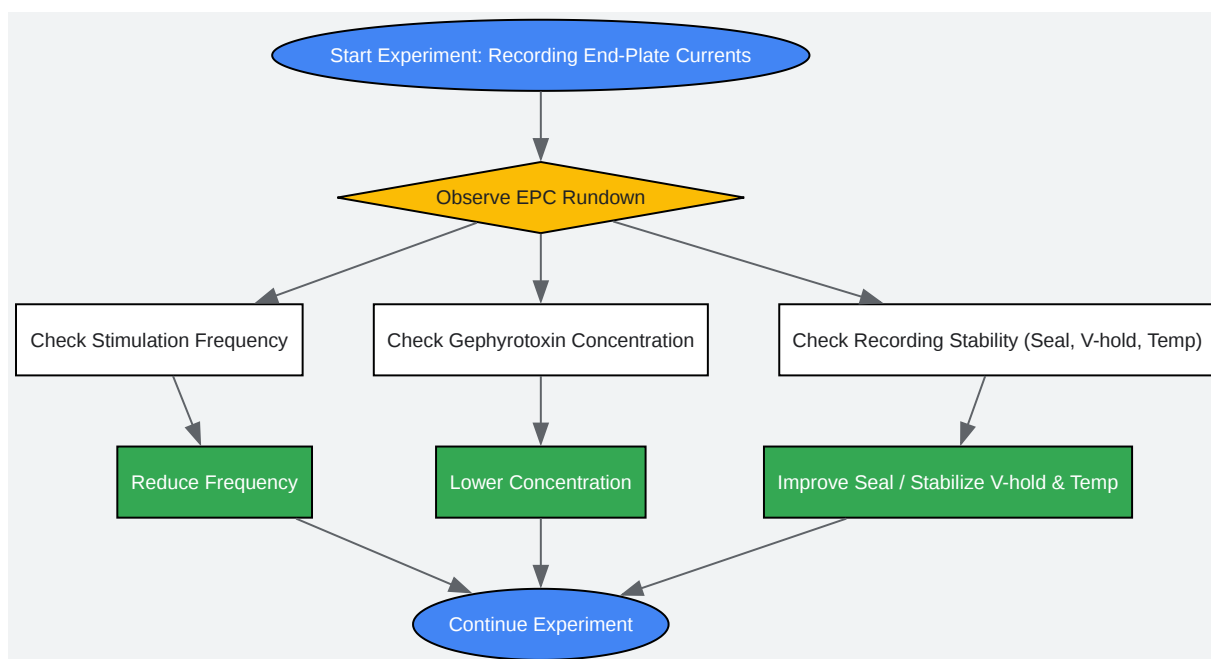 Start Experiment: Recording End-Plate Currents
Observe EPC Rundown
Check Stimulation Frequency
Check Gephyrotoxin Concentration
Check Recording Stability (Seal, V-hold, Temp)
Reduce Frequency
Lower Concentration
Improve Seal / Stabilize V-hold & Temp
Continue Experiment